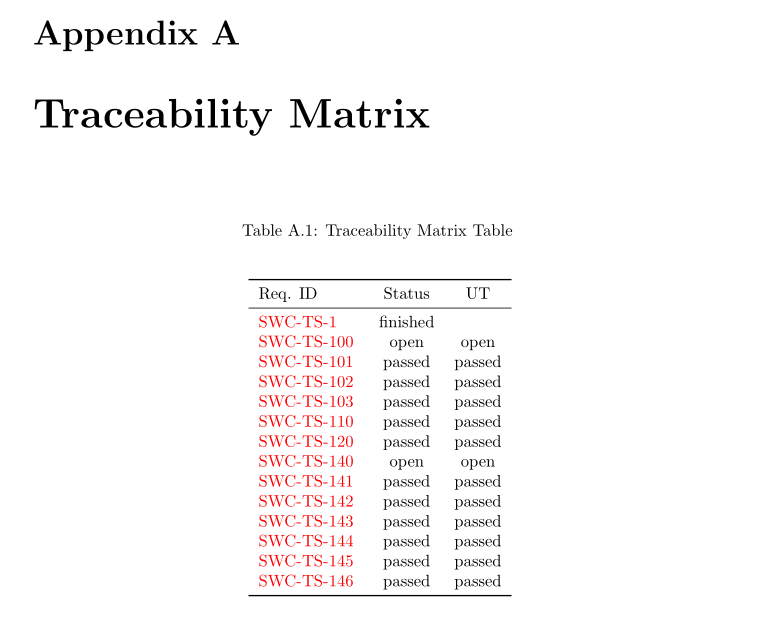 Appendix A
Traceability Matrix
Table A.1: Traceability Matrix Table
Req. ID Status UT
SWC-TS-1 finished
SWC-TS-100 open open
SWC-TS-101 passed passed
SWC-TS-102 passed passed
SWC-TS-103 passed passed
SWC-TS-110 passed passed
SWC-TS-120 passed passed
SWC-TS-140 open open
SWC-TS-141 passed passed
SWC-TS-142 passed passed
SWC-TS-143 passed passed
SWC-TS-144 passed passed
SWC-TS-145 passed passed
SWC-TS-146 passed passed